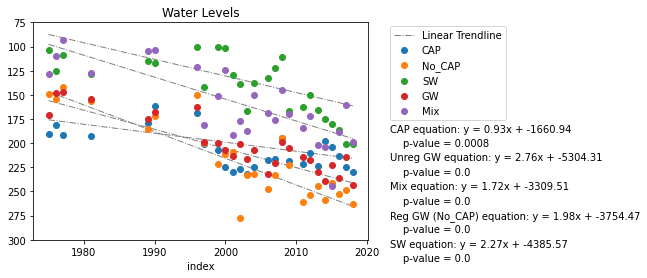 Water Levels
75
100
125
150
175
200
225
250
275
300
1980
1990
2000
2010
2020
index
Linear Trendline
CAP
No_CAP
SW
GW
Mix
CAP equation: y = 0.93x + -1660.94
p-value = 0.0008
Unreg GW equation: y = 2.76x + -5304.31
p-value = 0.0
Mix equation: y = 1.72x + -3309.51
p-value = 0.0
Reg GW (No_CAP) equation: y = 1.98x + -3754.47
p-value = 0.0
SW equation: y = 2.27x + -4385.57
p-value = 0.0